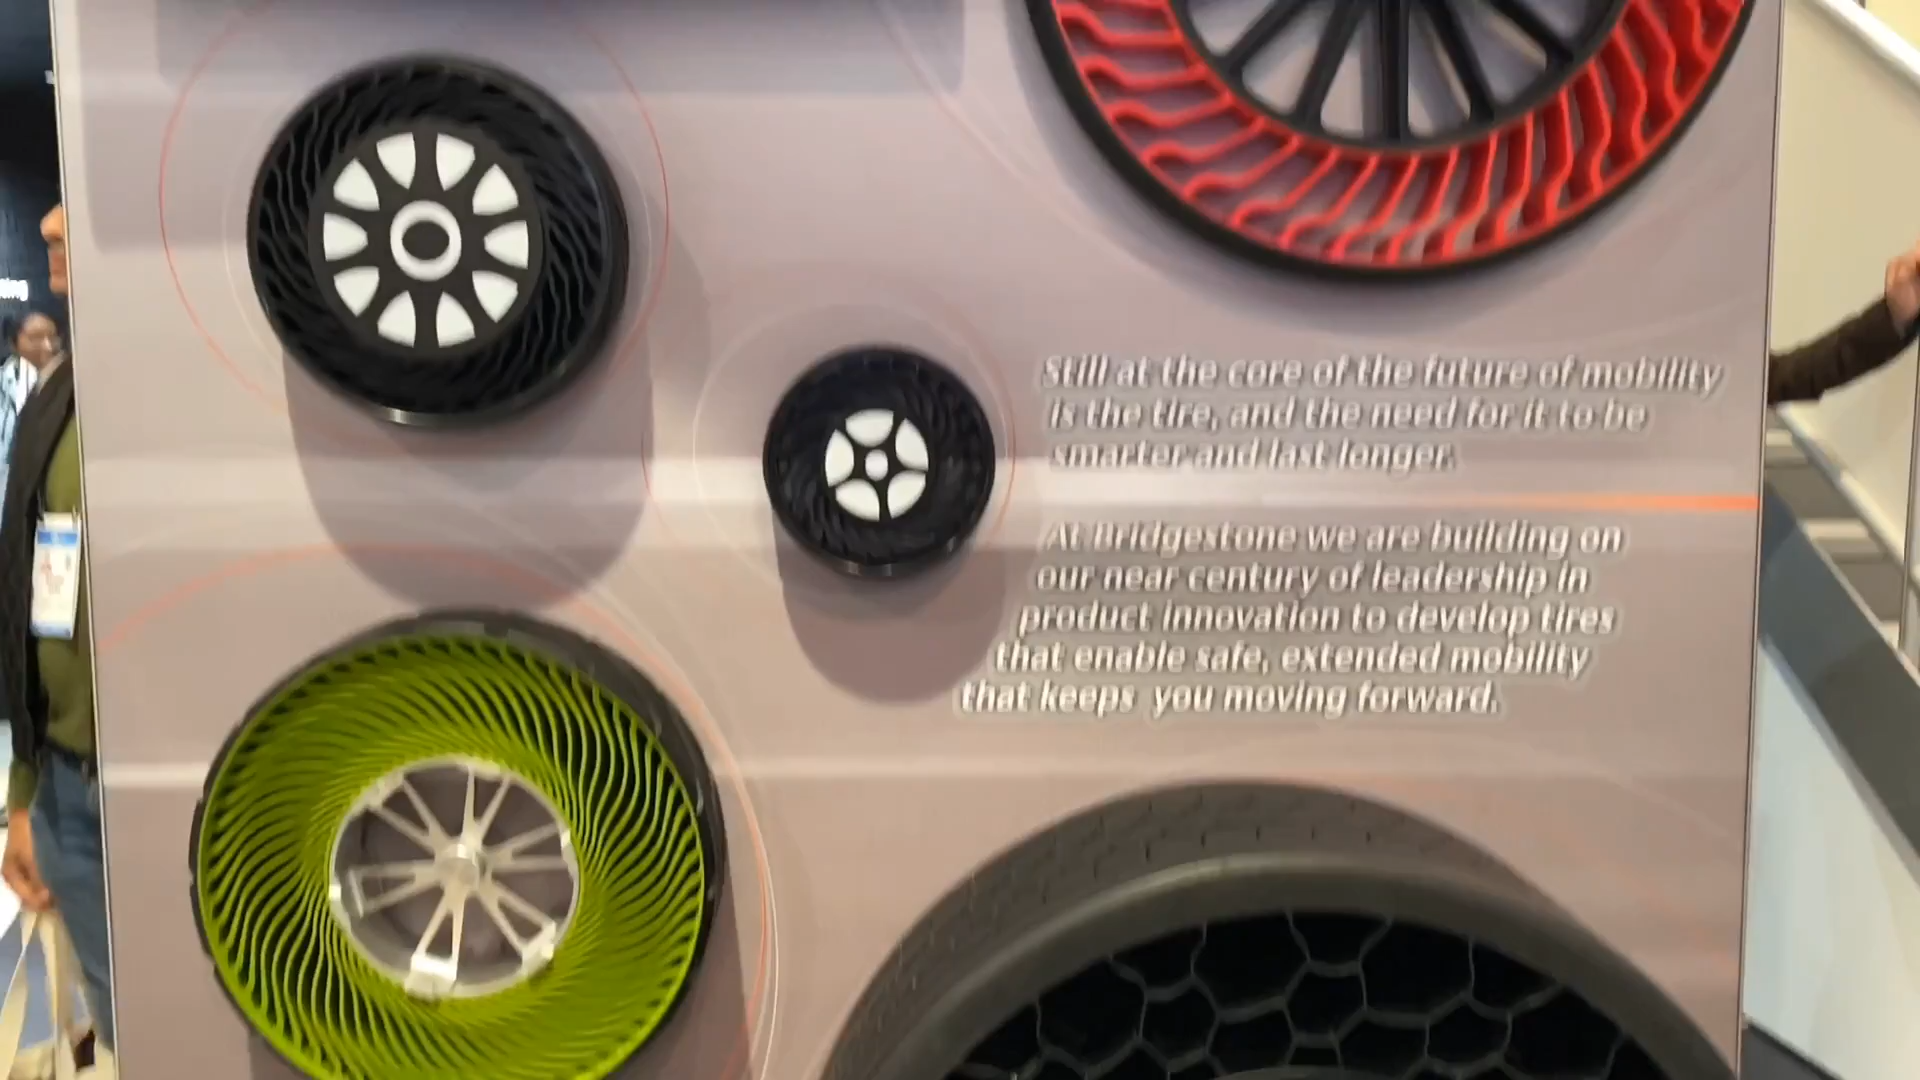 Still at the core of the future of mobility
is the tire, and the need for it to be
smarter and last longer.
At Bridgestone we are building on
our near century of leadership in
product innovation to develop tires
that enable safe, extended mobility
that keeps you moving forward.